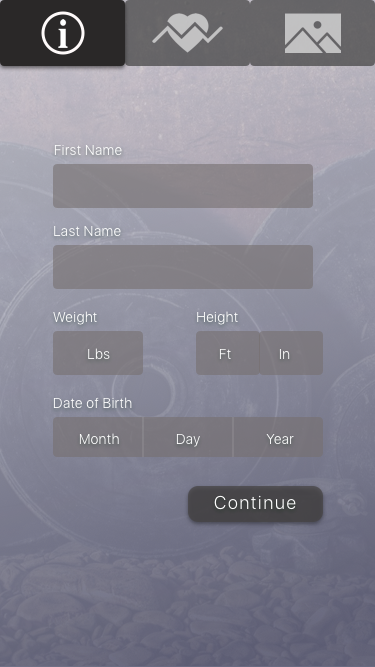 First Name
Last Name
Weight Height
Lbs Ft In
Date of Birth
Month Day Year
Continue